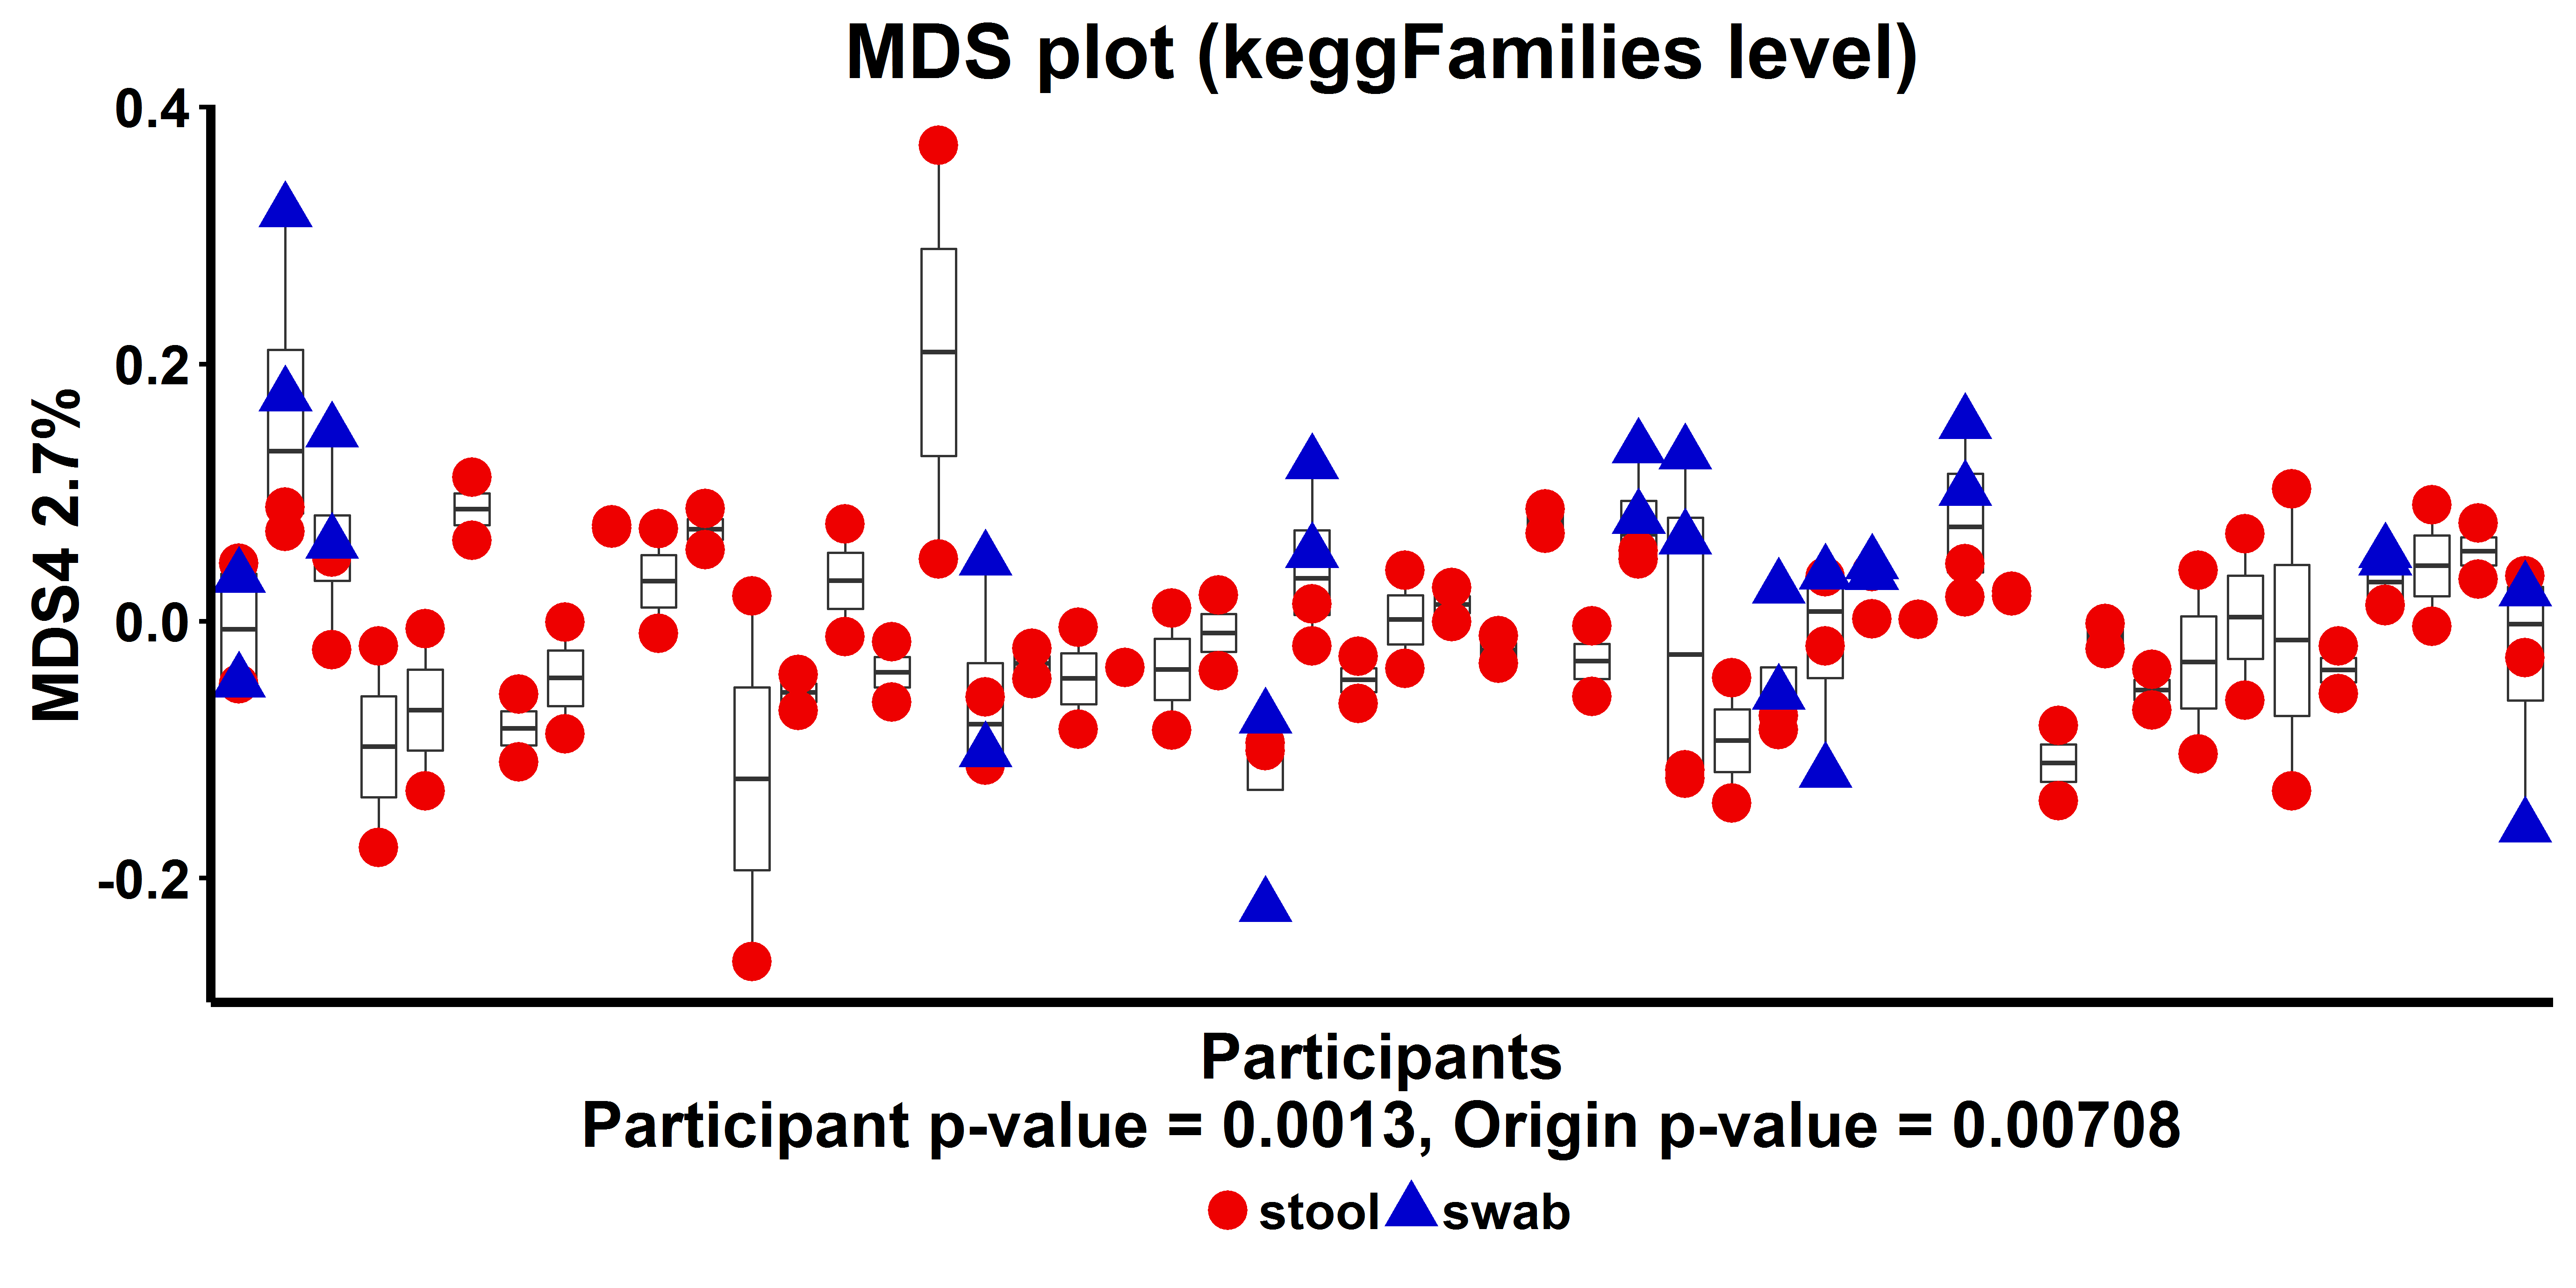 MDS plot (keggFamilies level)
MDS4 2.7%
0.4
0.2
0.0
-0.2
Participants
Participant p-value = 0.0013, Origin p-value = 0.00708
stool swab